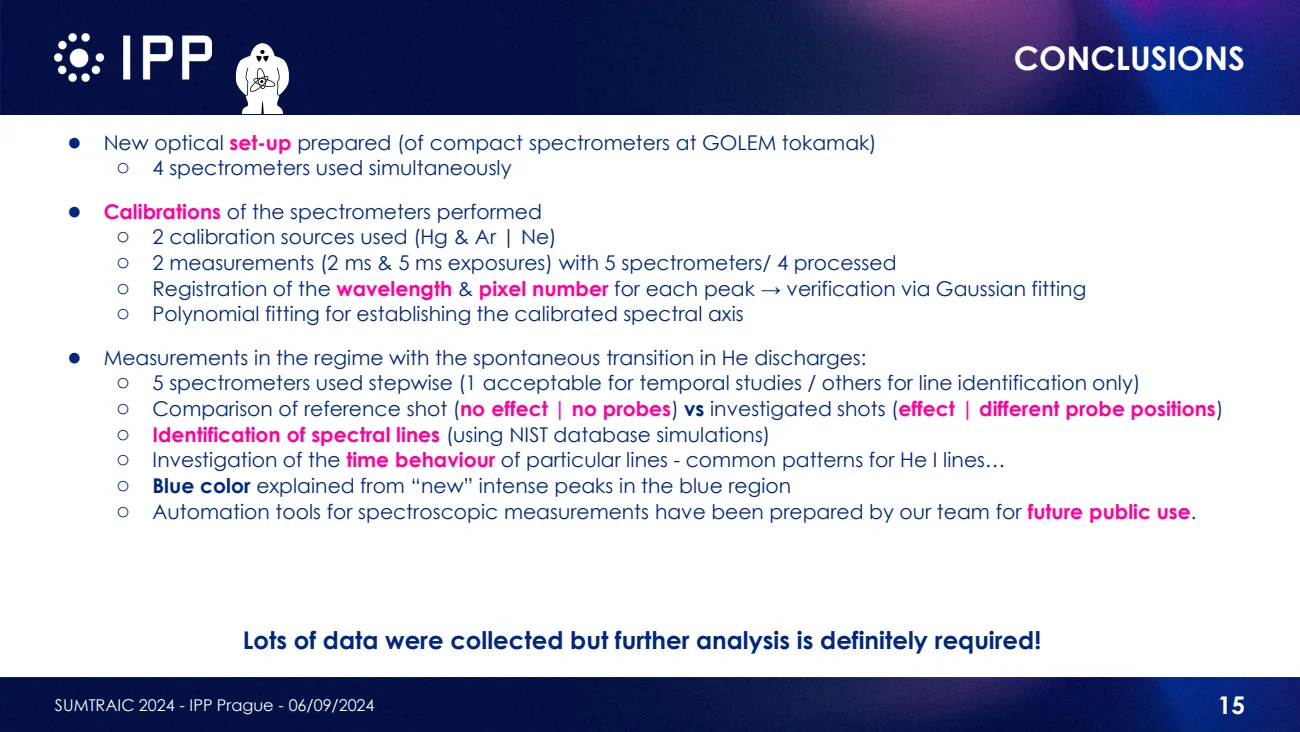 IPP
CONCLUSIONS
● New optical set-up prepared (of compact spectrometers at GOLEM tokamak)
○ 4 spectrometers used simultaneously
● Calibrations of the spectrometers performed
○ 2 calibration sources used (Hg & Ar | Ne)
○ 2 measurements (2 ms & 5 ms exposures) with 5 spectrometers/ 4 processed
○ Registration of the wavelength & pixel number for each peak → verification via Gaussian fitting
○ Polynomial fitting for establishing the calibrated spectral axis
● Measurements in the regime with the spontaneous transition in He discharges:
○ 5 spectrometers used stepwise (1 acceptable for temporal studies / others for line identification only)
○ Comparison of reference shot (no effect | no probes) vs investigated shots (effect | different probe positions)
○ Identification of spectral lines (using NIST database simulations)
○ Investigation of the time behaviour of particular lines - common patterns for He I lines…
○ Blue color explained from “new” intense peaks in the blue region
○ Automation tools for spectroscopic measurements have been prepared by our team for future public use.
Lots of data were collected but further analysis is definitely required!
SUMTRAIC 2024 - IPP Prague - 06/09/2024
15